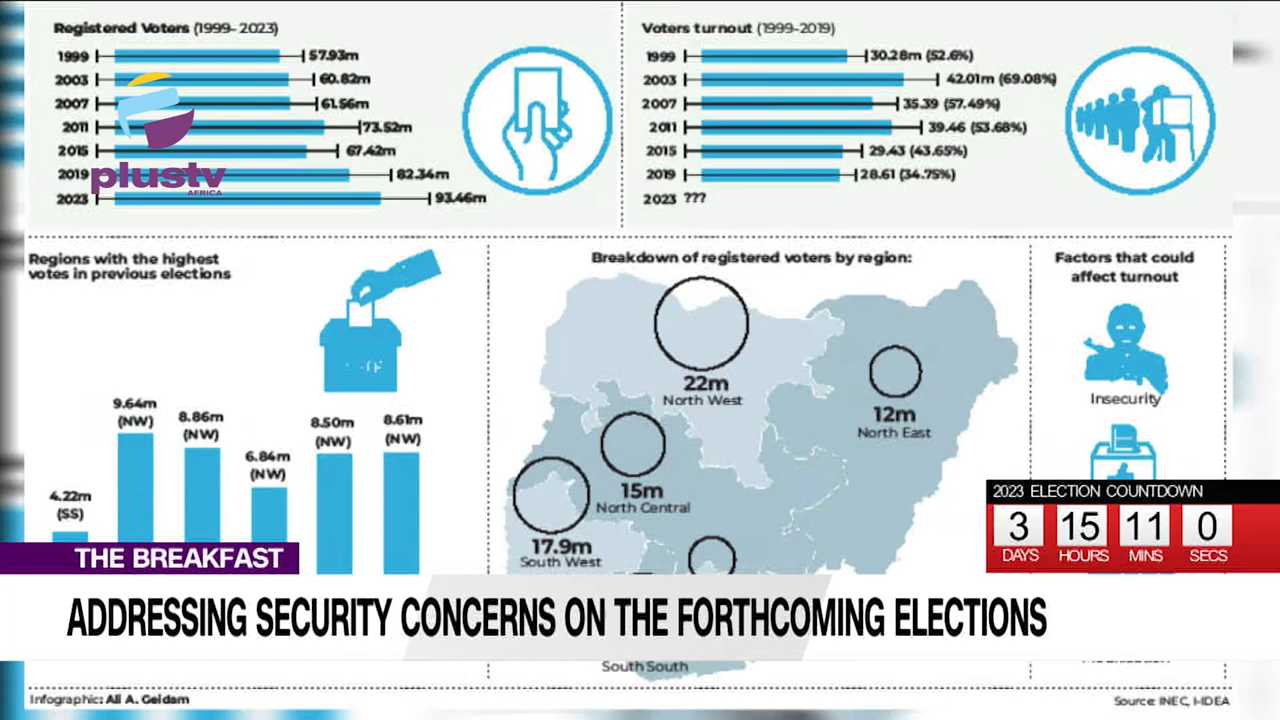 Registered Voters (1999–2023)
1999 57.93m
2003 60.82m
2007 61.56m
2011 73.52m
2015 67.42m
2019 82.34m
2023 93.46m
plustv
AFRICA
Voters turnout (1999-2019)
1999 30.28m (52.6%)
2003 42.01m (69.08%)
2007 35.39 (57.49%)
2011 39.46 (53.68%)
2015 29.43 (43.65%)
2019 28.61 (34.75%)
2023 ???
Regions with the highest
votes in previous elections
4.22m
(SS)
9.64m
(NW)
8.86m
(NW)
6.84m
(NW)
8.50m
(NW)
8.61m
(NW)
Breakdown of registered voters by region:
22m
North West
12m
North East
15m
North Central
17.9m
South West
South South
Factors that could
affect turnout
Insecurity
2023 ELECTION COUNTDOWN
3 15 11 0
DAYS HOURS MINS SECS
THE BREAKFAST
ADDRESSING SECURITY CONCERNS ON THE FORTHCOMING ELECTIONS
Infographic: Ali A. Geidam
Source: INEC, I-IDEA